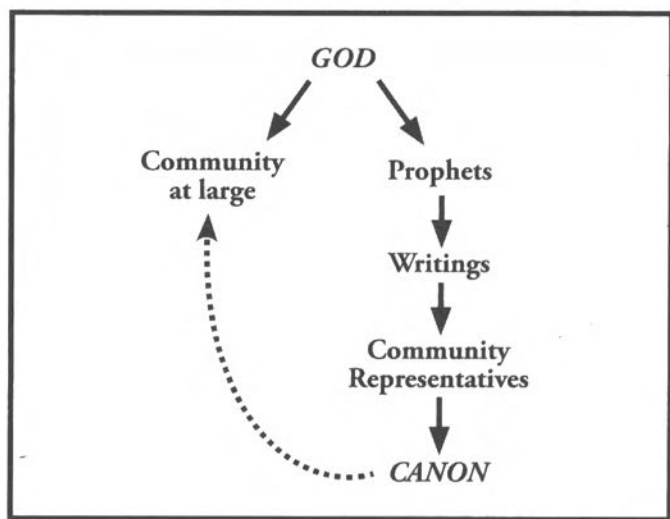 GOD
Community
at large
Prophets
Writings
Community
Representatives
CANON